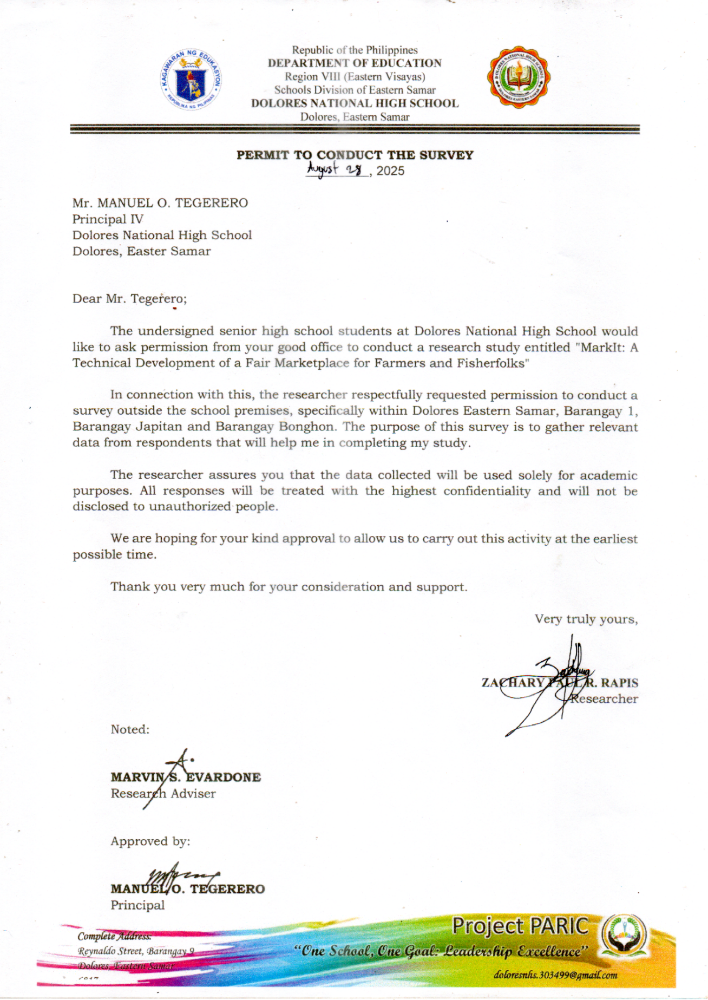 Republic of the Philippines
DEPARTMENT OF EDUCATION
Region VIII (Eastern Visayas)
Schools Division of Eastern Samar
DOLORES NATIONAL HIGH SCHOOL
Dolores, Eastern Samar
KAGAWARAN NG EDUKASYON
REPUBLIKA NG PILIPINAS
DOLORES NATIONAL HIGH SCHOOL
DOLORES EASTERN SAMAR
PERMIT TO CONDUCT THE SURVEY
August 28, 2025
Mr. MANUEL O. TEGERERO
Principal IV
Dolores National High School
Dolores, Easter Samar
Dear Mr. Tegerero;
The undersigned senior high school students at Dolores National High School would
like to ask permission from your good office to conduct a research study entitled "MarkIt: A
Technical Development of a Fair Marketplace for Farmers and Fisherfolks"
In connection with this, the researcher respectfully requested permission to conduct a
survey outside the school premises, specifically within Dolores Eastern Samar, Barangay 1,
Barangay Japitan and Barangay Bonghon. The purpose of this survey is to gather relevant
data from respondents that will help me in completing my study.
The researcher assures you that the data collected will be used solely for academic
purposes. All responses will be treated with the highest confidentiality and will not be
disclosed to unauthorized people.
We are hoping for your kind approval to allow us to carry out this activity at the earliest
possible time.
Thank you very much for your consideration and support.
Very truly yours,
ZACHARY PAUL R. RAPIS
Researcher
Noted:
MARVIN S. EVARDONE
Research Adviser
Approved by:
MANUEL O. TEGERERO
Principal
Complete Address:
Reynaldo Street, Barangay 9
Dolores, Eastern Samar
Project PARIC
“One School, One Goal: Leadership Excellence”
doloresnhs.303499@gmail.com